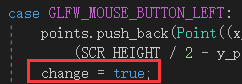 case GLFW_MOUSE_BUTTON_LEFT:
points.push_back(Point((x
(SCR_HEIGHT / 2 - y_p
change = true;